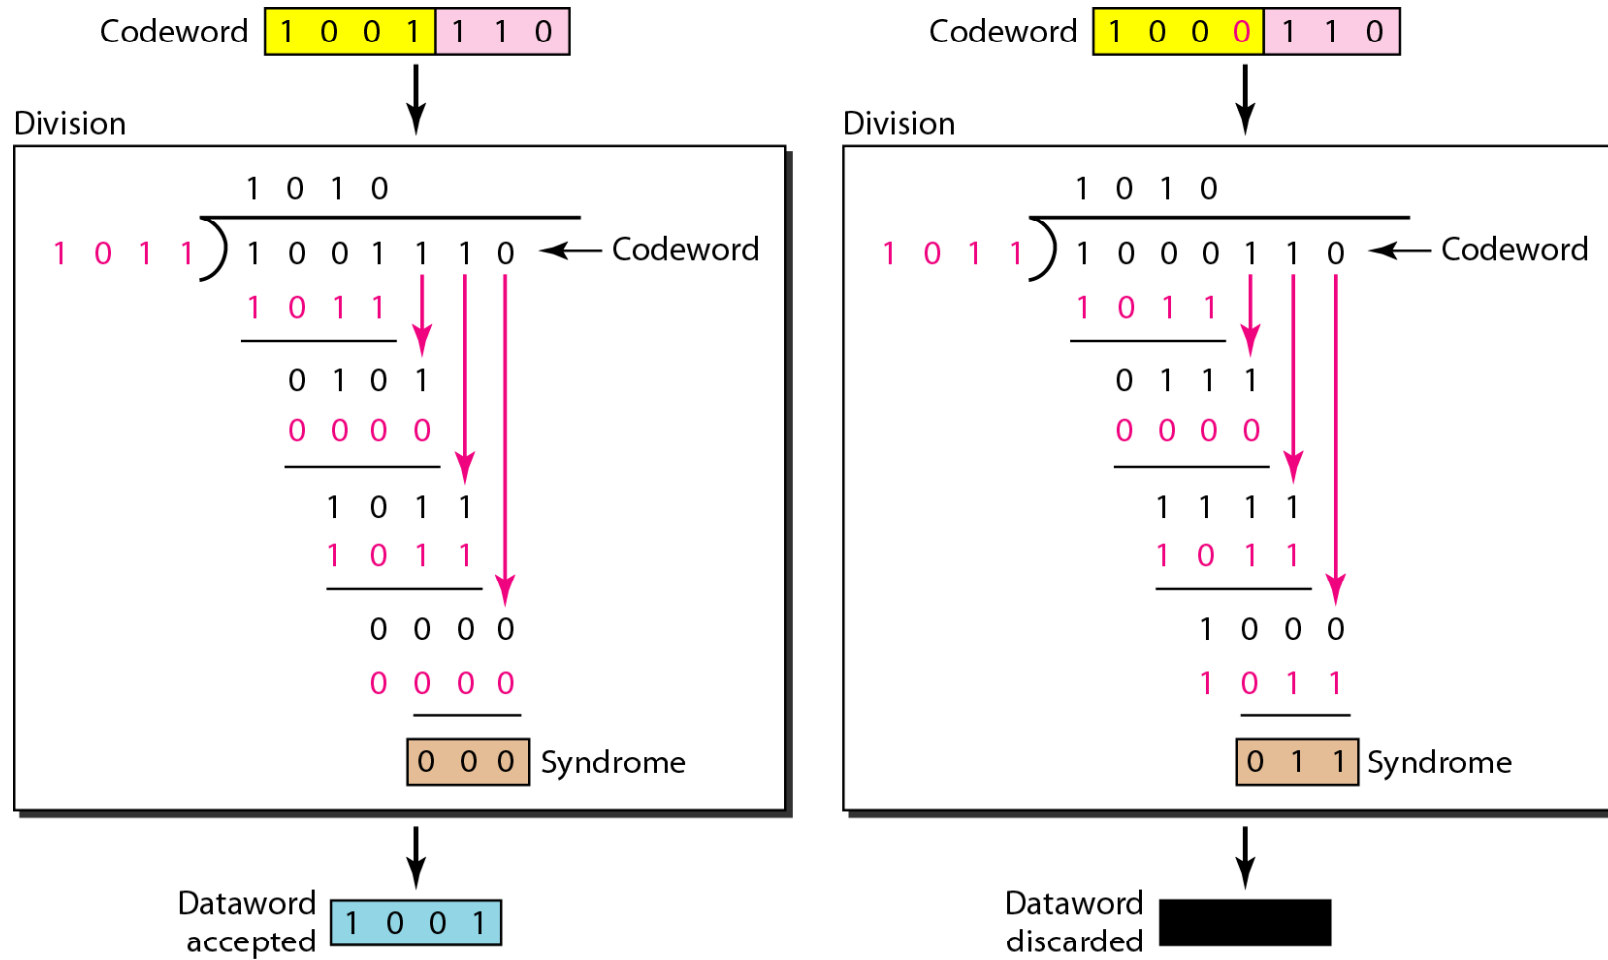 Codeword 1 0 0 1 1 1 0
Division
1 0 1 0
1 0 1 1 1 0 0 1 1 1 0 Codeword
1 0 1 1
0 1 0 1
0 0 0 0
1 0 1 1
1 0 1 1
0 0 0 0
0 0 0 0
0 0 0 Syndrome
Dataword
accepted
1 0 0 1
Codeword 1 0 0 0 1 1 0
Division
1 0 1 0
1 0 1 1 1 0 0 0 1 1 0 Codeword
1 0 1 1
0 1 1 1
0 0 0 0
1 1 1 1
1 0 1 1
1 0 0 0
1 0 1 1
0 1 1 Syndrome
Dataword
discarded